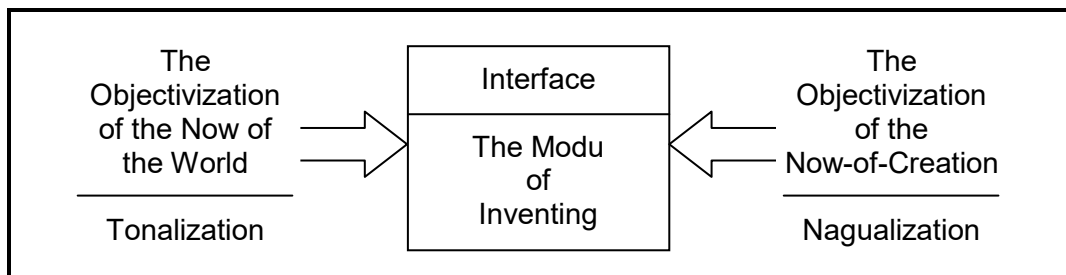 The
Objectivization
of the Now of
the World
Tonalization
Interface
The Modu
of
Inventing
The
Objectivization
of the
Now-of-Creation
Nagualization